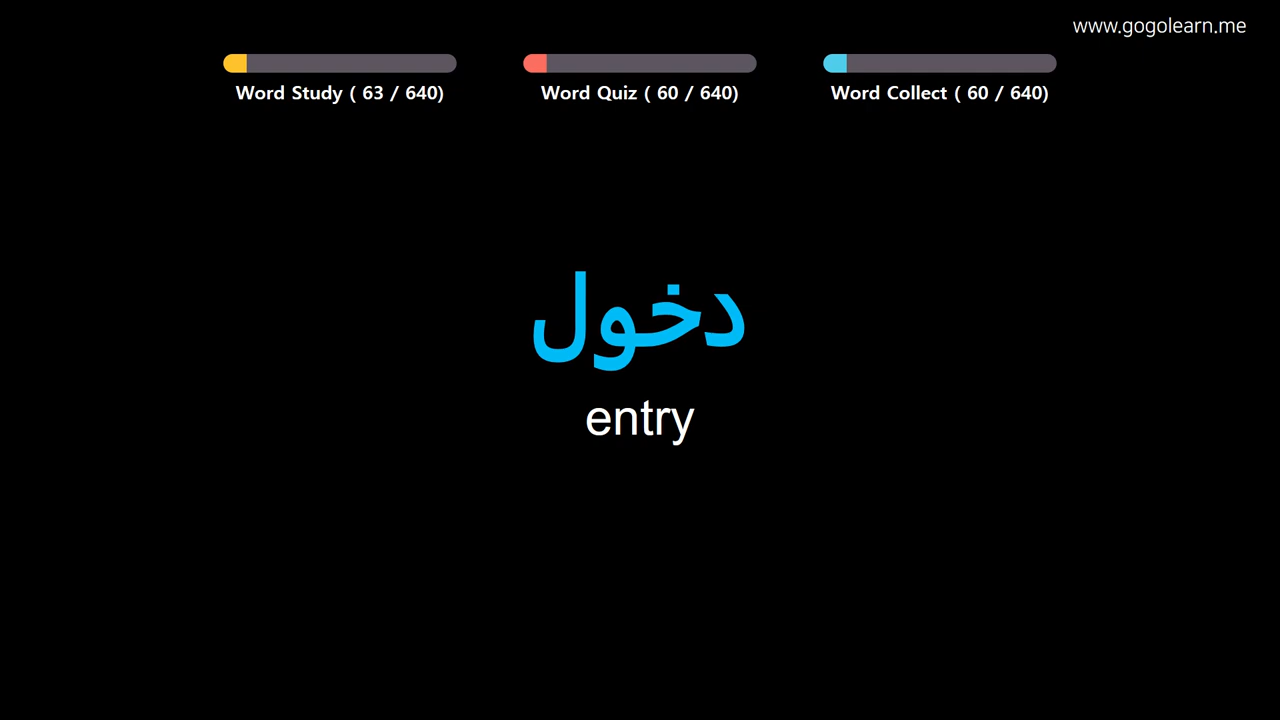 www.gogolearn.me
Word Study ( 63 / 640)
Word Quiz ( 60 / 640)
Word Collect ( 60 / 640)
دخول
entry